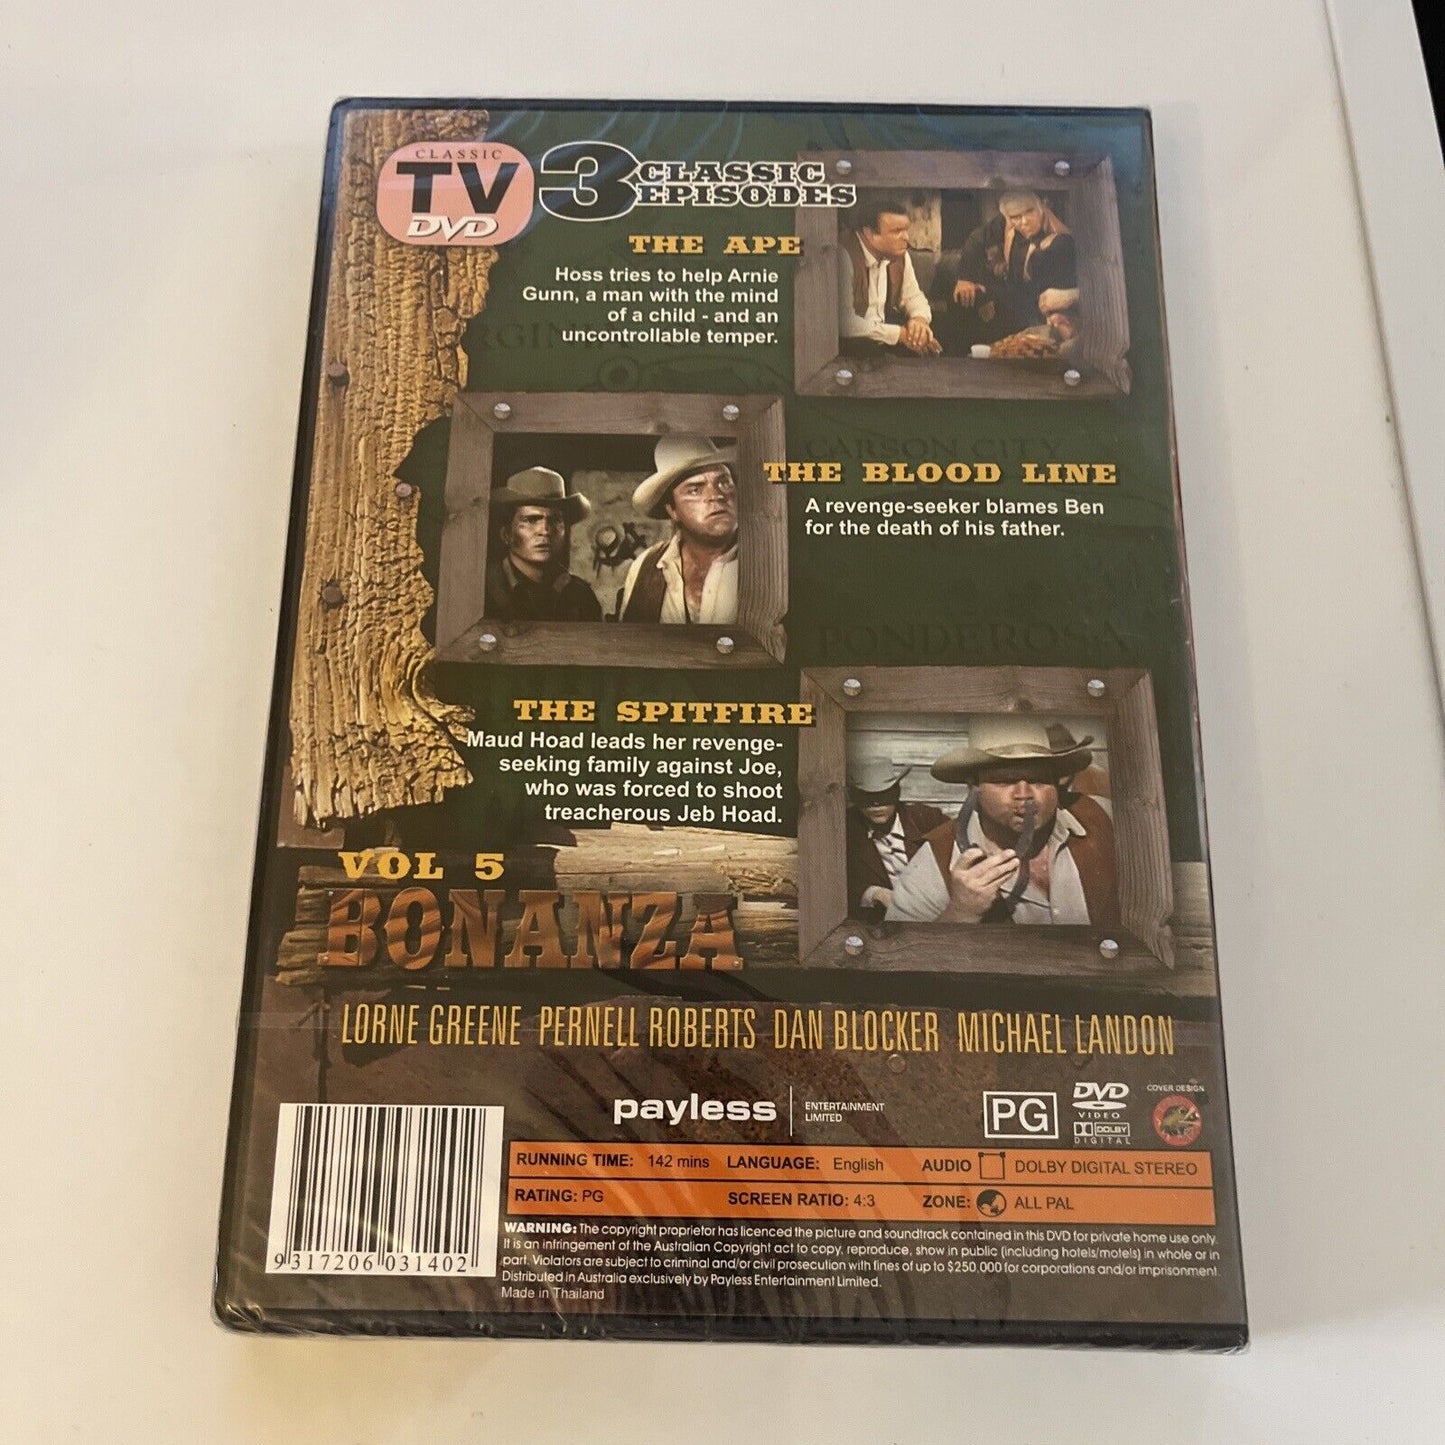 CLASSIC
TV
DVD
3 CLASSIC
EPISODES
THE APE
Hoss tries to help Arnie
Gunn, a man with the mind
of a child - and an
uncontrollable temper.
CARSON CITY
THE BLOOD LINE
A revenge-seeker blames Ben
for the death of his father.
PONDEROSA
THE SPITFIRE
Maud Hoad leads her revenge-
seeking family against Joe,
who was forced to shoot
treacherous Jeb Hoad.
VOL 5
BONANZA
LORNE GREENE PERNELL ROBERTS DAN BLOCKER MICHAEL LANDON
payless
ENTERTAINMENT
LIMITED
PG
DVD
VIDEO
DOLBY
DIGITAL
COVER DESIGN
RUNNING TIME: 142 mins LANGUAGE: English AUDIO DOLBY DIGITAL STEREO
RATING: PG SCREEN RATIO: 4:3 ZONE: 4 ALL PAL
WARNING: The copyright proprietor has licenced the picture and soundtrack contained in this DVD for private home use only.
It is an infringement of the Australian Copyright act to copy, reproduce, show in public (including hotels/motels) in whole or in
part. Violators are subject to criminal and/or civil prosecution with fines of up to $250,000 for corporations and/or imprisonment.
Distributed in Australia exclusively by Payless Entertainment Limited.
Made in Thailand
9 317206 031402